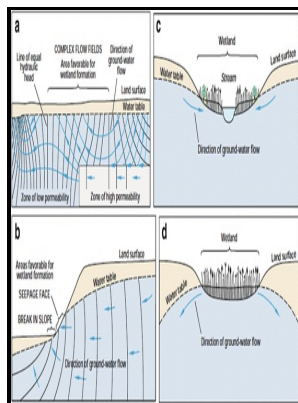 a
Line of equal
hydraulic
head
COMPLEX FLOW FIELDS
Area favorable for
wetland formation
Direction of
ground-water
flow
Land surface
Water table
Zone of low permeability
Zone of high permeability
b
Areas favorable for
wetland formation
SEEPAGE FACE
BREAK IN SLOPE
Land surface
Water table
Direction of ground-water flow
c
Wetland
Stream
Land surface
Water table
Direction of ground-water flow
d
Wetland
Land surface
Water table
Direction of ground-water flow